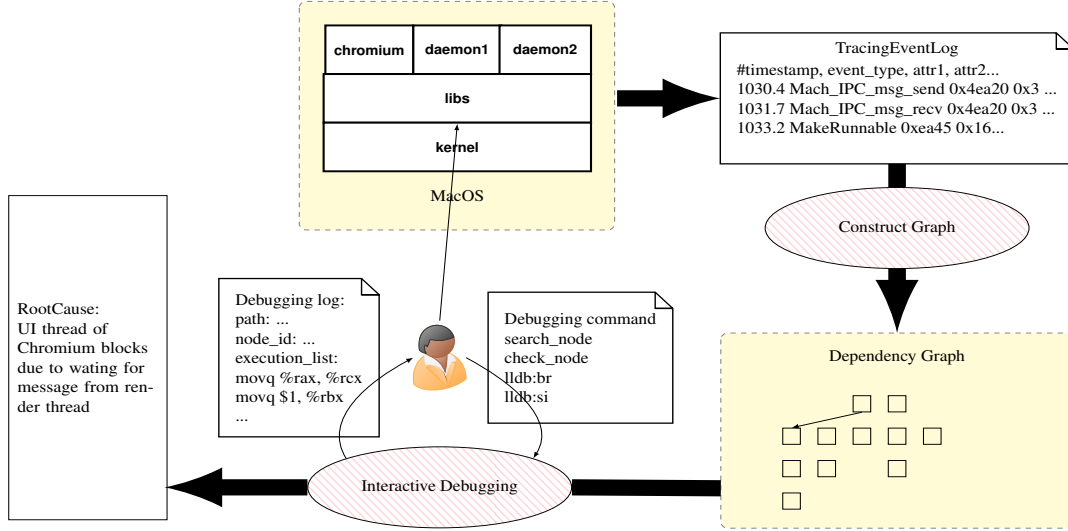 chromium
daemon1
daemon2
libs
kernel
MacOS
TracingEventLog
#timestamp, event_type, attr1, attr2...
1030.4 Mach_IPC_msg_send 0x4ea20 0x3 ...
1031.7 Mach_IPC_msg_recv 0x4ea20 0x3 ...
1033.2 MakeRunnable 0xea45 0x16...
Construct Graph
Dependency Graph
Debugging log:
path: ...
node_id: ...
execution_list:
movq %rax, %rcx
movq $1, %rbx
...
Debugging command
search_node
check_node
lldb:br
lldb:si
Interactive Debugging
RootCause:
UI thread of
Chromium blocks
due to wating for
message from ren-
der thread